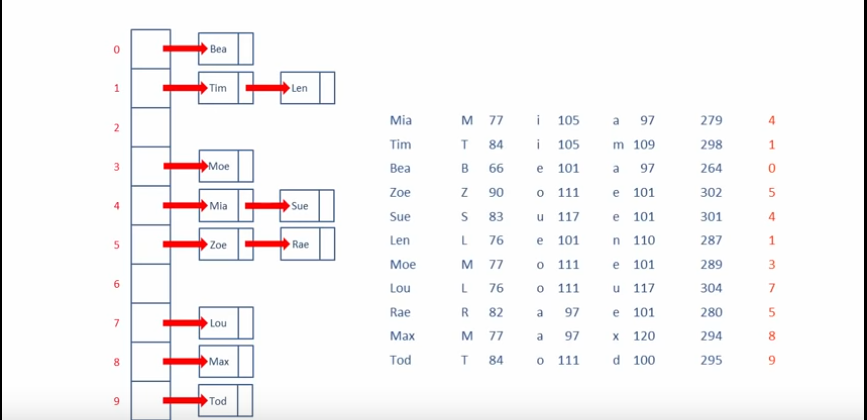 0 Bea
1 Tim Len
2
3 Moe
4 Mia Sue
5 Zoe Rae
6
7 Lou
8 Max
9 Tod
Mia M 77 i 105 a 97 279 4
Tim T 84 i 105 m 109 298 1
Bea B 66 e 101 a 97 264 0
Zoe Z 90 o 111 e 101 302 5
Sue S 83 u 117 e 101 301 4
Len L 76 e 101 n 110 287 1
Moe M 77 o 111 e 101 289 3
Lou L 76 o 111 u 117 304 7
Rae R 82 a 97 e 101 280 5
Max M 77 a 97 x 120 294 8
Tod T 84 o 111 d 100 295 9